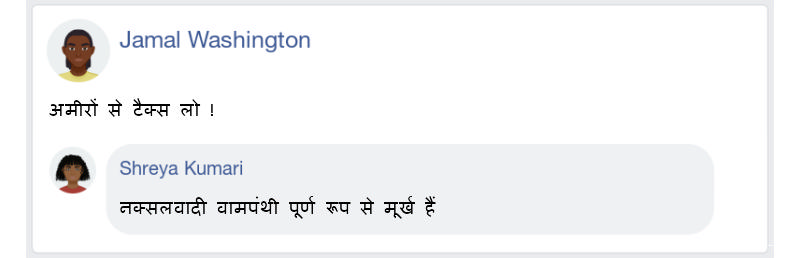 Jamal Washington
अमीरों से टैक्स लो !
Shreya Kumari
नक्सलवादी वामपंथी पूर्ण रूप से मूर्ख हैं